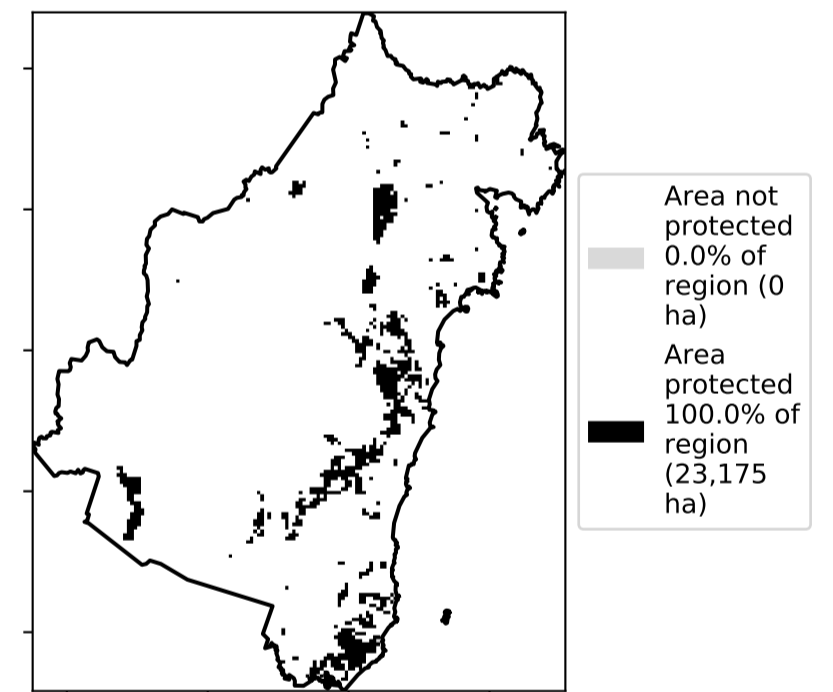 Area not
protected
0.0% of
region (0
ha)
Area
protected
100.0% of
region
(23,175
ha)